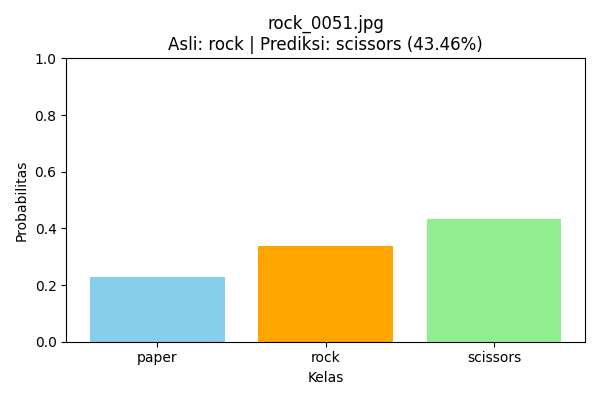 rock_0051.jpg
Asli: rock | Prediksi: scissors (43.46%)
Probabilitas
1.0
0.8
0.6
0.4
0.2
0.0
paper rock scissors
Kelas